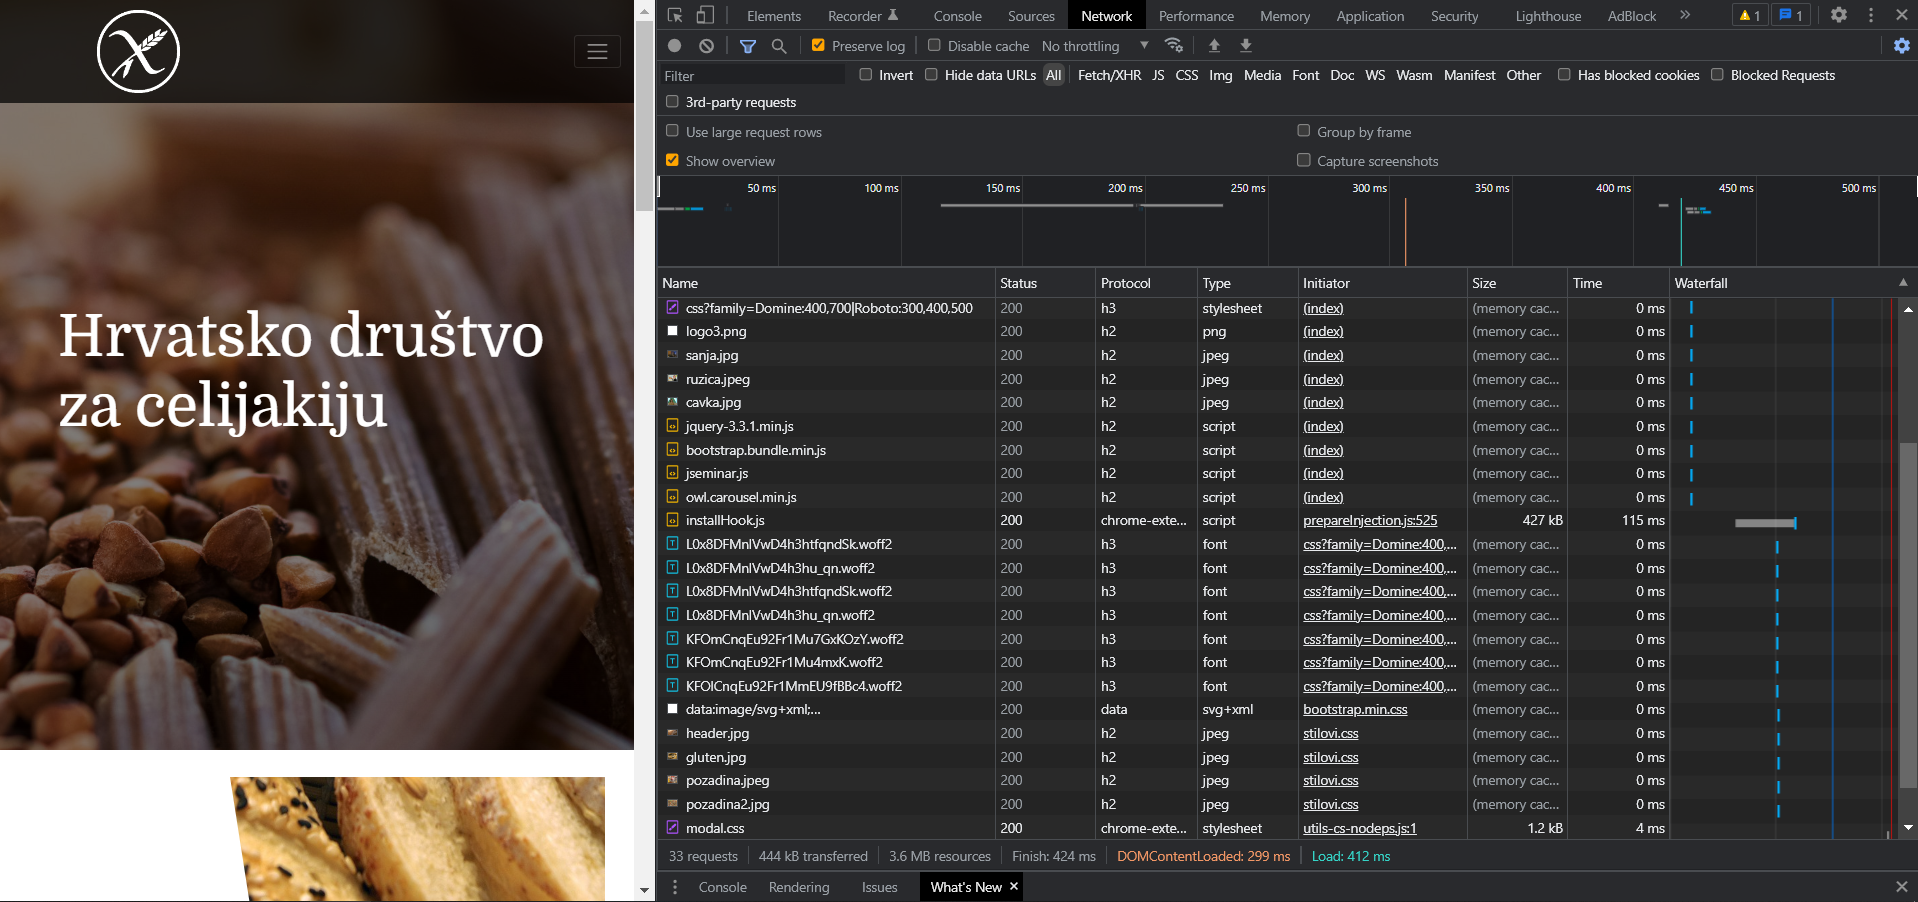 Hrvatsko društvo
za celijakiju
Elements Recorder Console Sources Network Performance Memory Application Security Lighthouse AdBlock » 1 1
Preserve log Disable cache No throttling
Filter Invert Hide data URLs All Fetch/XHR JS CSS Img Media Font Doc WS Wasm Manifest Other Has blocked cookies Blocked Requests
3rd-party requests
Use large request rows Group by frame
Show overview Capture screenshots
50 ms 100 ms 150 ms 200 ms 250 ms 300 ms 350 ms 400 ms 450 ms 500 ms
Name Status Protocol Type Initiator Size Time Waterfall
css?family=Domine:400,700|Roboto:300,400,500 200 h3 stylesheet (index) (memory cac... 0 ms
logo3.png 200 h2 png (index) (memory cac... 0 ms
sanja.jpg 200 h2 jpeg (index) (memory cac... 0 ms
ruzica.jpeg 200 h2 jpeg (index) (memory cac... 0 ms
cavka.jpg 200 h2 jpeg (index) (memory cac... 0 ms
jquery-3.3.1.min.js 200 h2 script (index) (memory cac... 0 ms
bootstrap.bundle.min.js 200 h2 script (index) (memory cac... 0 ms
jseminar.js 200 h2 script (index) (memory cac... 0 ms
owl.carousel.min.js 200 h2 script (index) (memory cac... 0 ms
installHook.js 200 chrome-exte... script prepareInjection.js:525 427 kB 115 ms
L0x8DFMnlVwD4h3htfqndSk.woff2 200 h3 font css?family=Domine:400,... (memory cac... 0 ms
L0x8DFMnlVwD4h3hu_qn.woff2 200 h3 font css?family=Domine:400,... (memory cac... 0 ms
L0x8DFMnlVwD4h3htfqndSk.woff2 200 h3 font css?family=Domine:400,... (memory cac... 0 ms
L0x8DFMnlVwD4h3hu_qn.woff2 200 h3 font css?family=Domine:400,... (memory cac... 0 ms
KFOmCnqEu92Fr1Mu7GxKOzY.woff2 200 h3 font css?family=Domine:400,... (memory cac... 0 ms
KFOmCnqEu92Fr1Mu4mxK.woff2 200 h3 font css?family=Domine:400,... (memory cac... 0 ms
KFOlCnqEu92Fr1MmEU9fBBc4.woff2 200 h3 font css?family=Domine:400,... (memory cac... 0 ms
data:image/svg+xml;... 200 data svg+xml bootstrap.min.css (memory cac... 0 ms
header.jpg 200 h2 jpeg stilovi.css (memory cac... 0 ms
gluten.jpg 200 h2 jpeg stilovi.css (memory cac... 0 ms
pozadina.jpeg 200 h2 jpeg stilovi.css (memory cac... 0 ms
pozadina2.jpg 200 h2 jpeg stilovi.css (memory cac... 0 ms
modal.css 200 chrome-exte... stylesheet utils-cs-nodeps.js:1 1.2 kB 4 ms
33 requests 444 kB transferred 3.6 MB resources Finish: 424 ms DOMContentLoaded: 299 ms Load: 412 ms
Console Rendering Issues What's New